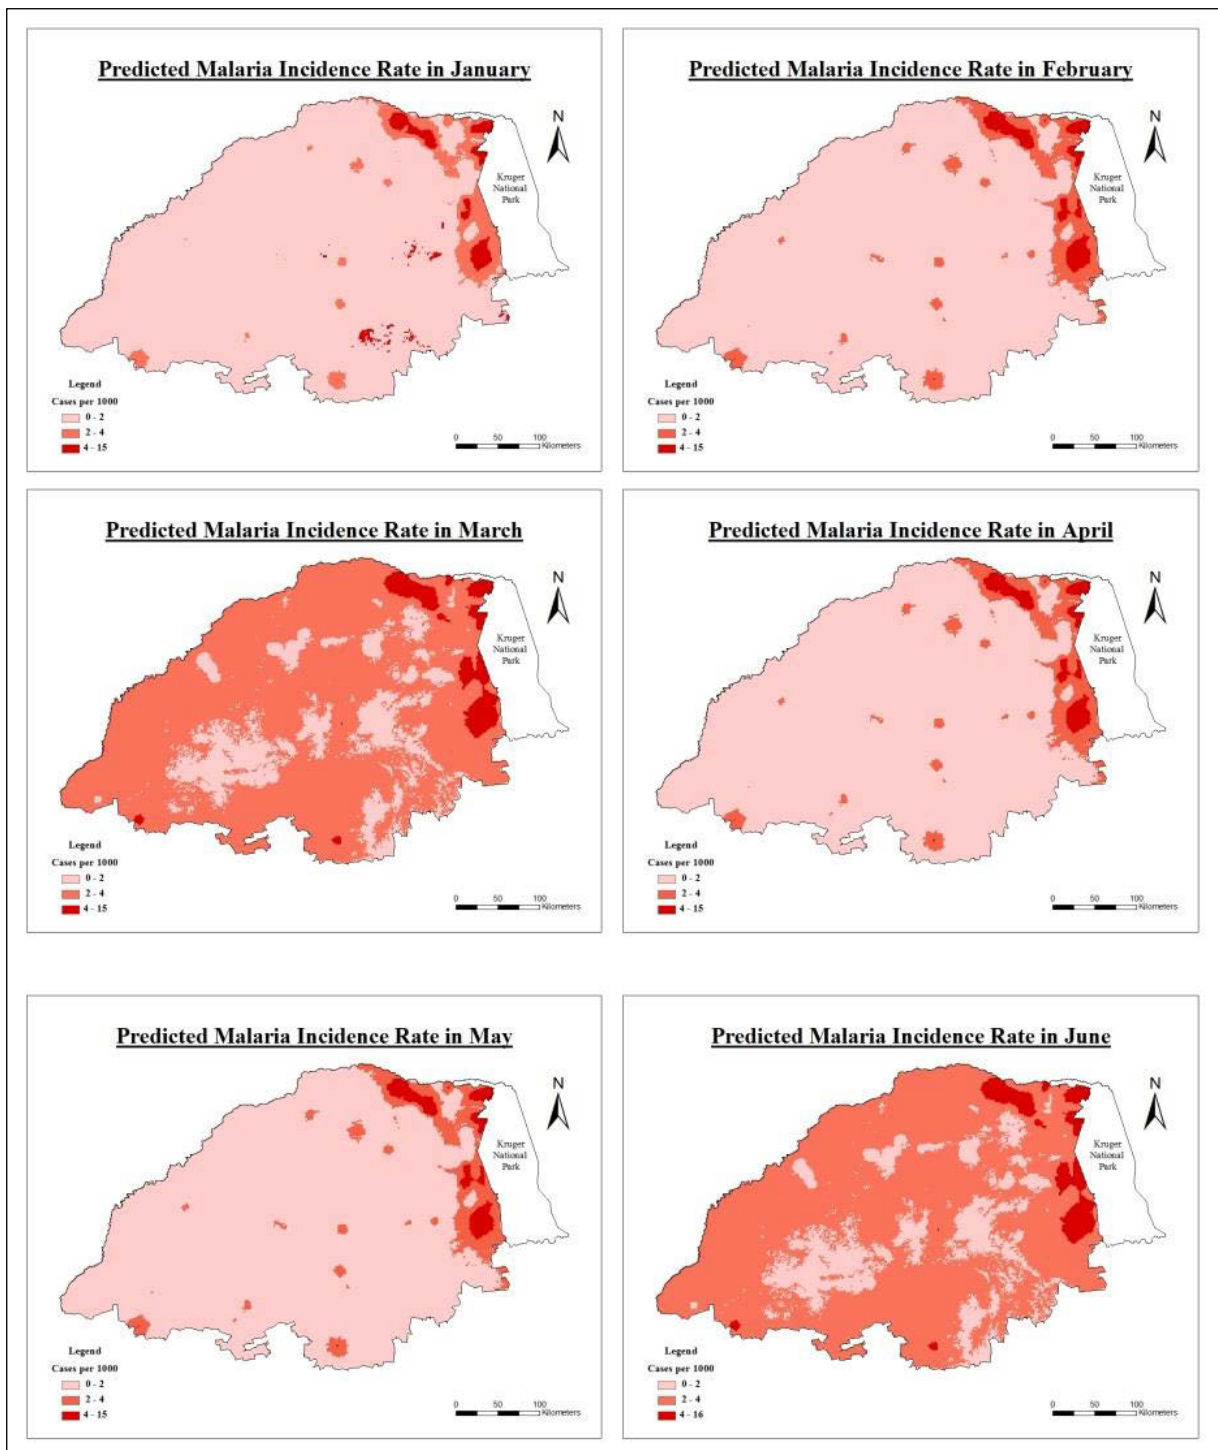 Predicted Malaria Incidence Rate in January
N
Kruger
National
Park
Legend
Cases per 1000
0 - 2
2 - 4
4 - 15
0 50 100
Kilometers
Predicted Malaria Incidence Rate in February
N
Kruger
National
Park
Legend
Cases per 1000
0 - 2
2 - 4
4 - 15
0 50 100
Kilometers
Predicted Malaria Incidence Rate in March
N
Kruger
National
Park
Legend
Cases per 1000
0 - 2
2 - 4
4 - 15
0 50 100
Kilometers
Predicted Malaria Incidence Rate in April
N
Kruger
National
Park
Legend
Cases per 1000
0 - 2
2 - 4
4 - 15
0 50 100
Kilometers
Predicted Malaria Incidence Rate in May
N
Kruger
National
Park
Legend
Cases per 1000
0 - 2
2 - 4
4 - 15
0 50 100
Kilometers
Predicted Malaria Incidence Rate in June
N
Kruger
National
Park
Legend
Cases per 1000
0 - 2
2 - 4
4 - 16
0 50 100
Kilometers